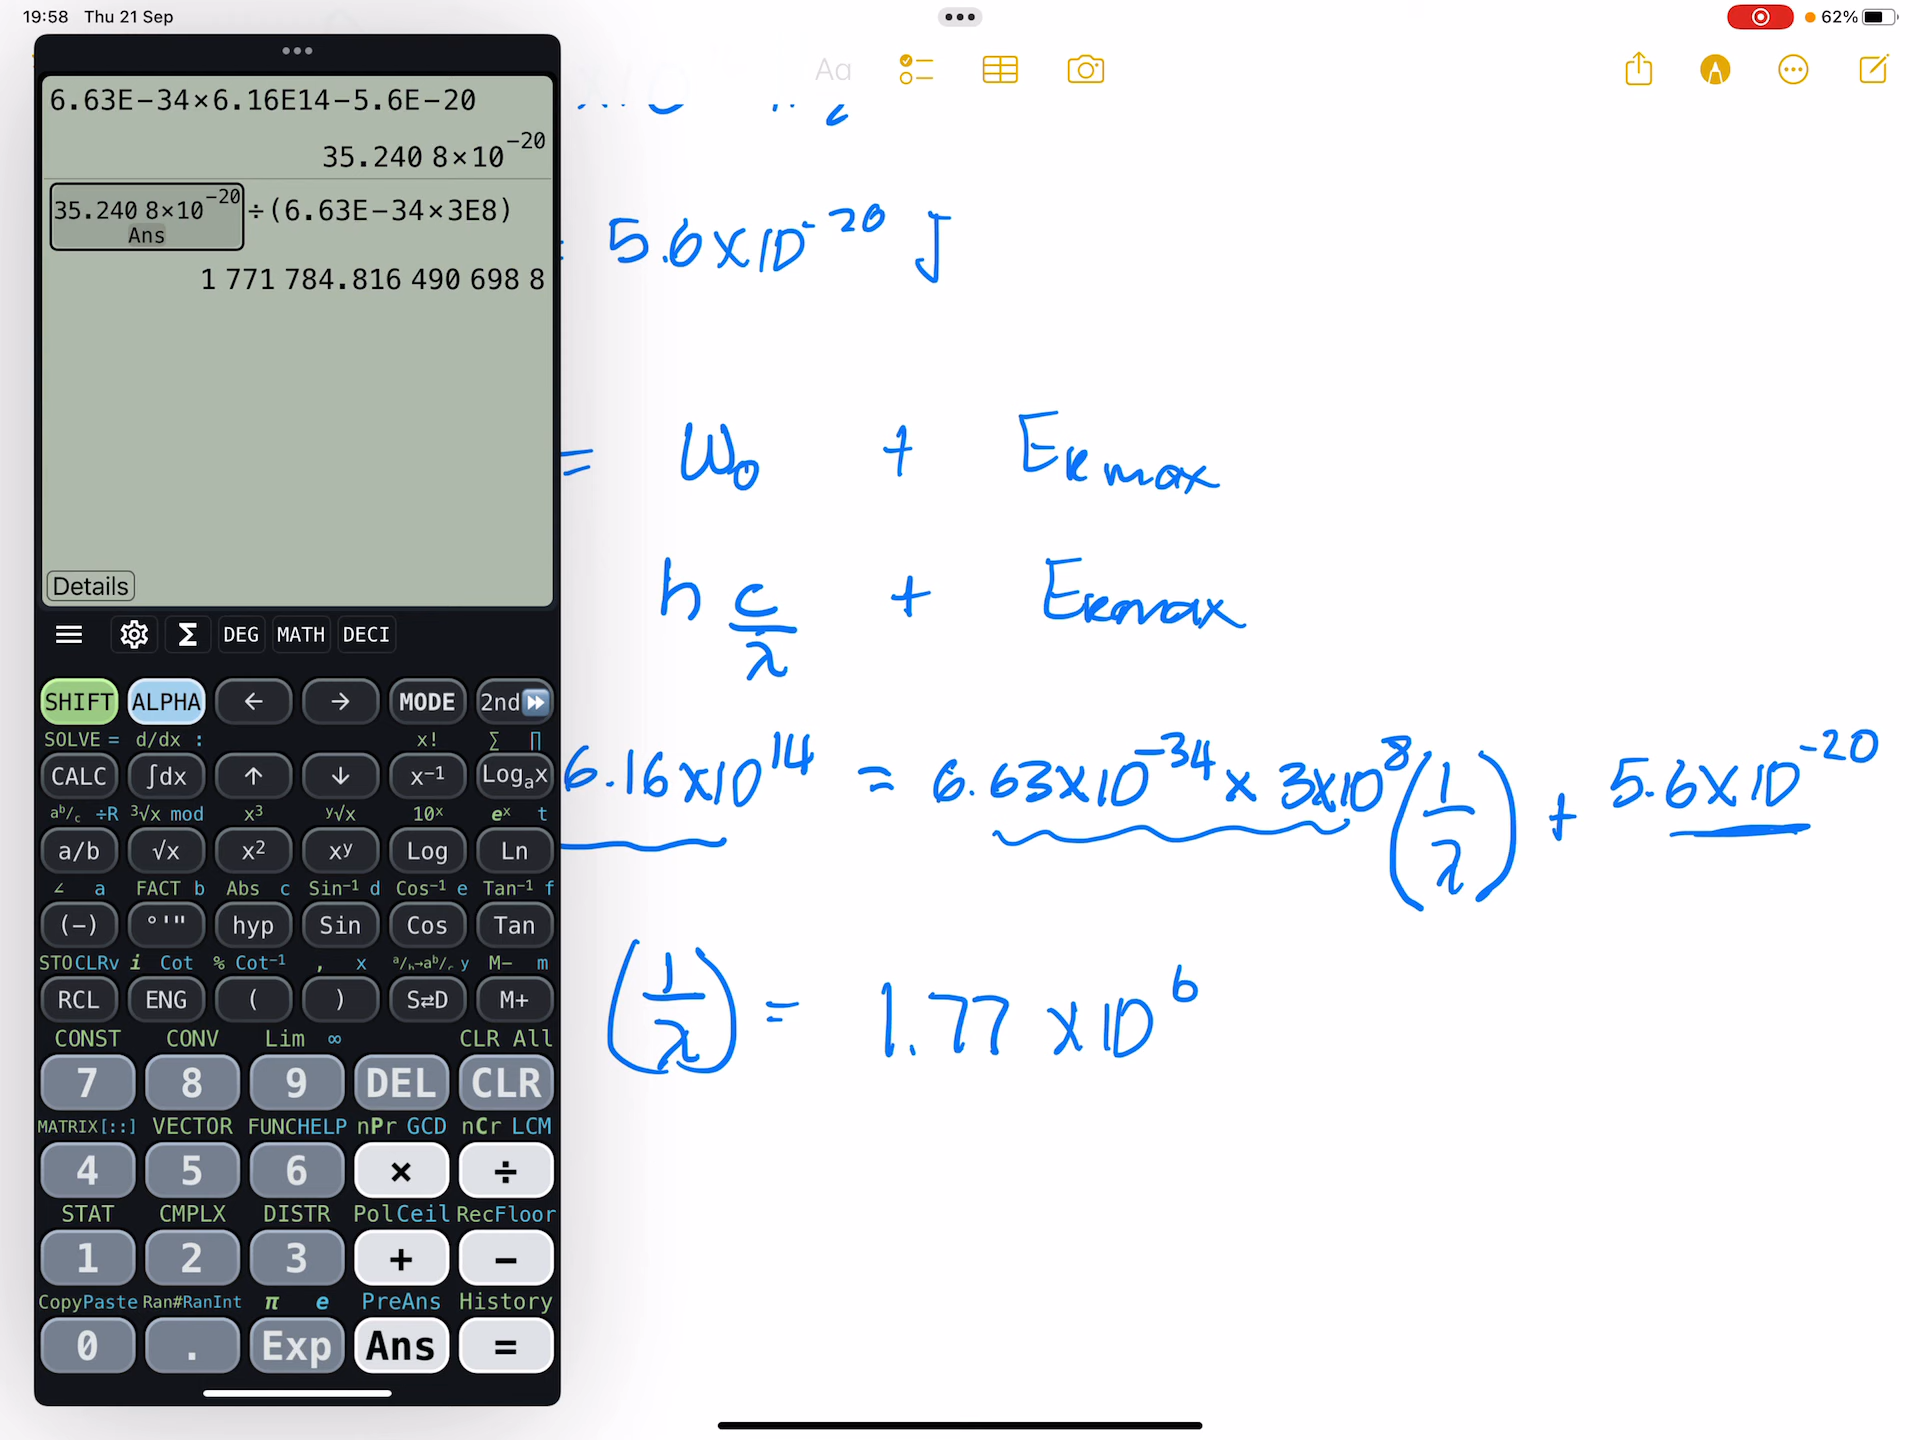 19:58 Thu 21 Sep
62%
Aa
6.63E−34×6.16E14−5.6E−20
35.240 8×10⁻²⁰
35.240 8×10⁻²⁰÷(6.63E−34×3E8)
Ans
1 771 784.816 490 698 8
Details
DEG MATH DECI
SHIFT ALPHA ← → MODE 2nd
SOLVE = d/dx : x! ∑ ∏
CALC ∫dx ↑ ↓ x⁻¹ Logₐx
aᵇ/c ÷R ³√x mod x³ ʸ√x 10ˣ eˣ t
a/b √x x² xʸ Log Ln
∠ a FACT b Abs c Sin⁻¹ d Cos⁻¹ e Tan⁻¹ f
(−) °'" hyp Sin Cos Tan
STO CLRv i Cot % Cot⁻¹ , x y M− m
RCL ENG ( ) S⇄D M+
CONST CONV Lim ∞ CLR All
7 8 9 DEL CLR
MATRIX[::] VECTOR FUNC HELP nPr GCD nCr LCM
4 5 6 × ÷
STAT CMPLX DISTR Pol Ceil Rec Floor
1 2 3 + −
Copy Paste Ran# RanInt π e PreAns History
0 . Exp Ans =
5.6×10⁻²⁰ J
= W₀ + Eₖ max
h c/λ + Eₖmax
6.16×10¹⁴ = 6.63×10⁻³⁴ × 3×10⁸ (1/λ) + 5.6×10⁻²⁰
(1/λ) = 1.77 ×10⁶